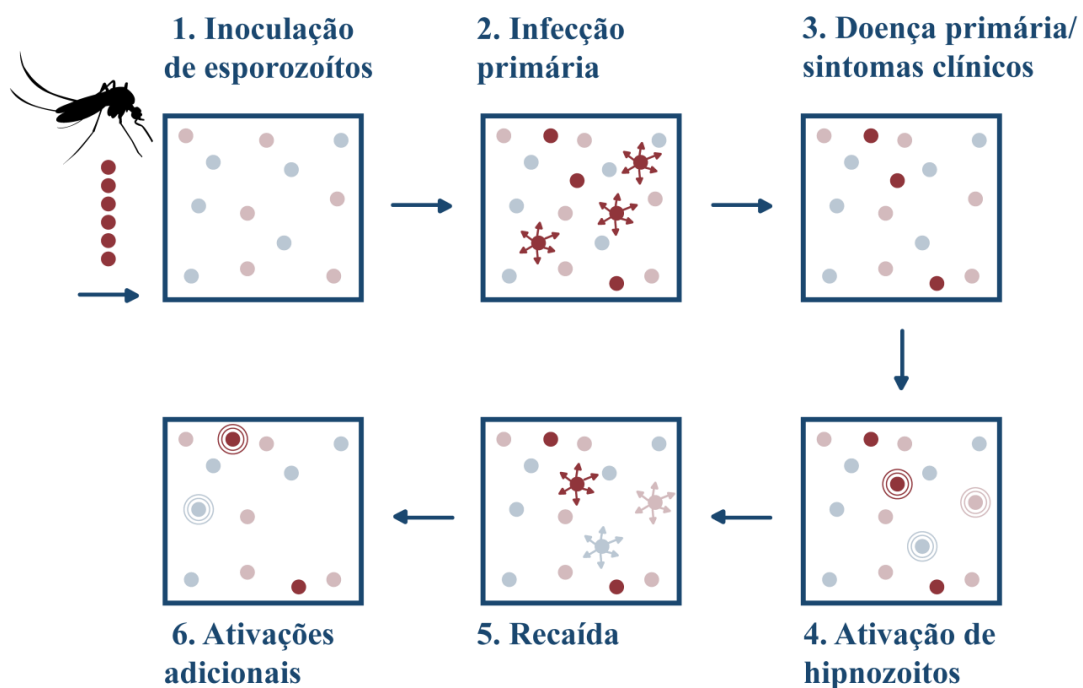 1. Inoculação
de esporozoítos
2. Infecção
primária
3. Doença primária/
sintomas clínicos
6. Ativações
adicionais
5. Recaída
4. Ativação de
hipnozoitos